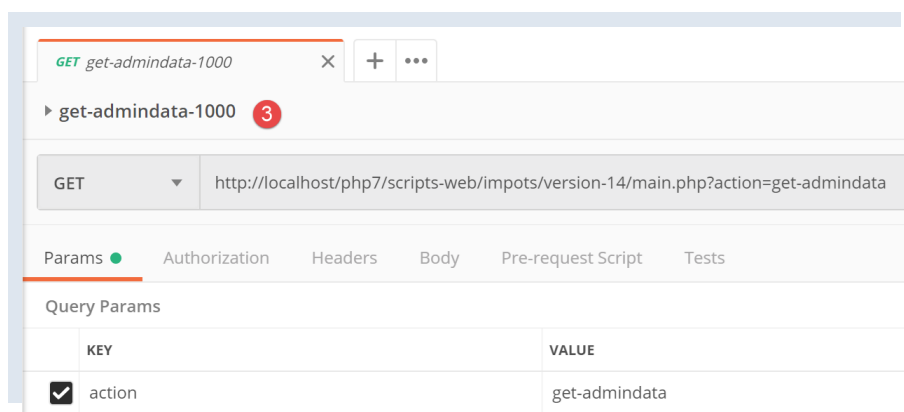 GET get-admindata-1000
get-admindata-1000 3
GET http://localhost/php7/scripts-web/impots/version-14/main.php?action=get-admindata
Params Authorization Headers Body Pre-request Script Tests
Query Params
KEY VALUE
action get-admindata